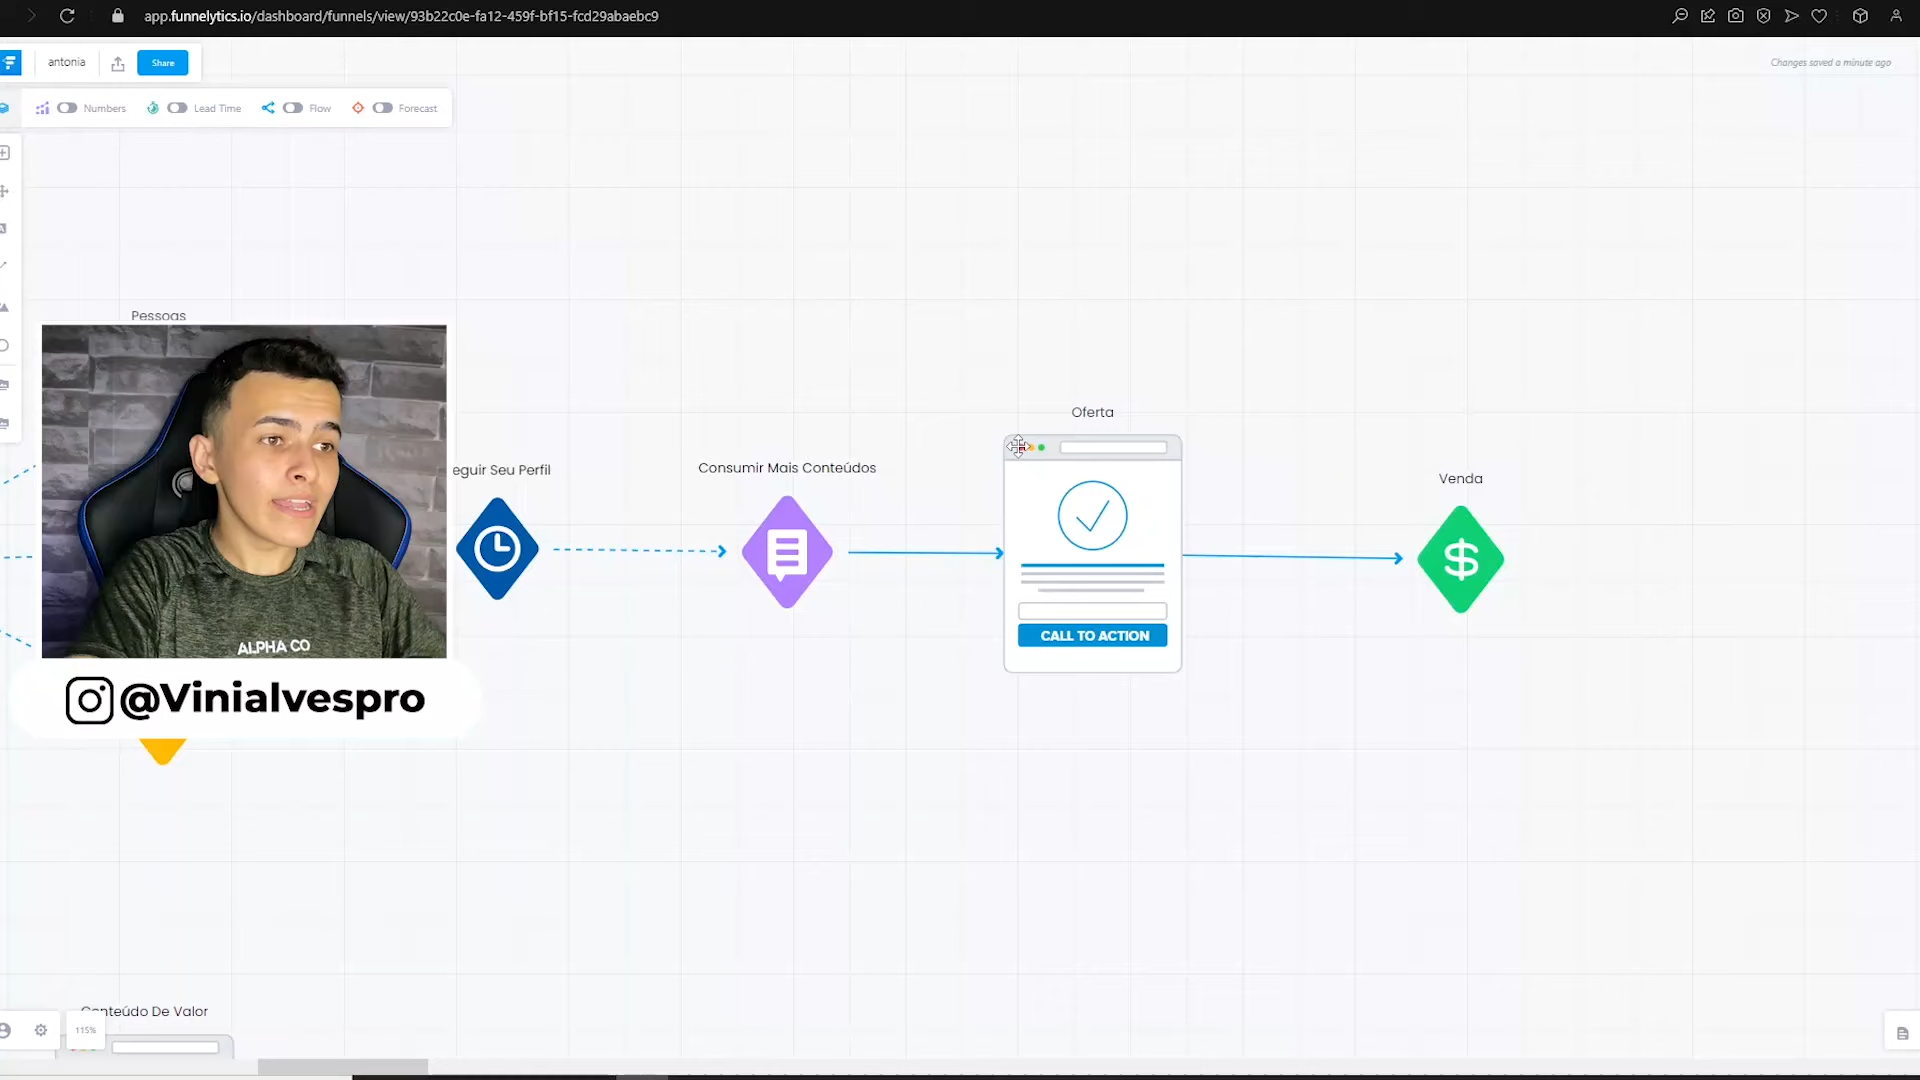 app.funnelytics.io/dashboard/funnels/view/93b22c0e-fa12-459f-bf15-fcd29abaebc9
antonia
Share
Changes saved a minute ago
Numbers
Lead Time
Flow
Forecast
Pessoas
Oferta
eguir Seu Perfil
Consumir Mais Conteúdos
Venda
CALL TO ACTION
ALPHA CO
@Vinialvespro
Conteúdo De Valor
115%